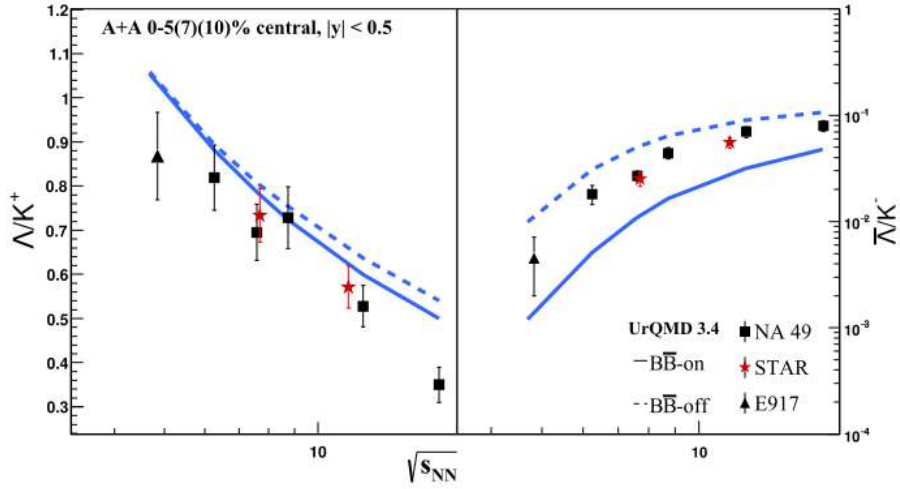 A+A 0-5(7)(10)% central, |y| < 0.5
1.2
1.1
1
0.9
0.8
0.7
0.6
0.5
0.4
0.3
Λ/K⁺
10
√s_NN
10
1
10⁻¹
10⁻²
10⁻³
10⁻⁴
Λ̅/K⁻
UrQMD 3.4
BB̅-on
BB̅-off
NA 49
STAR
E917